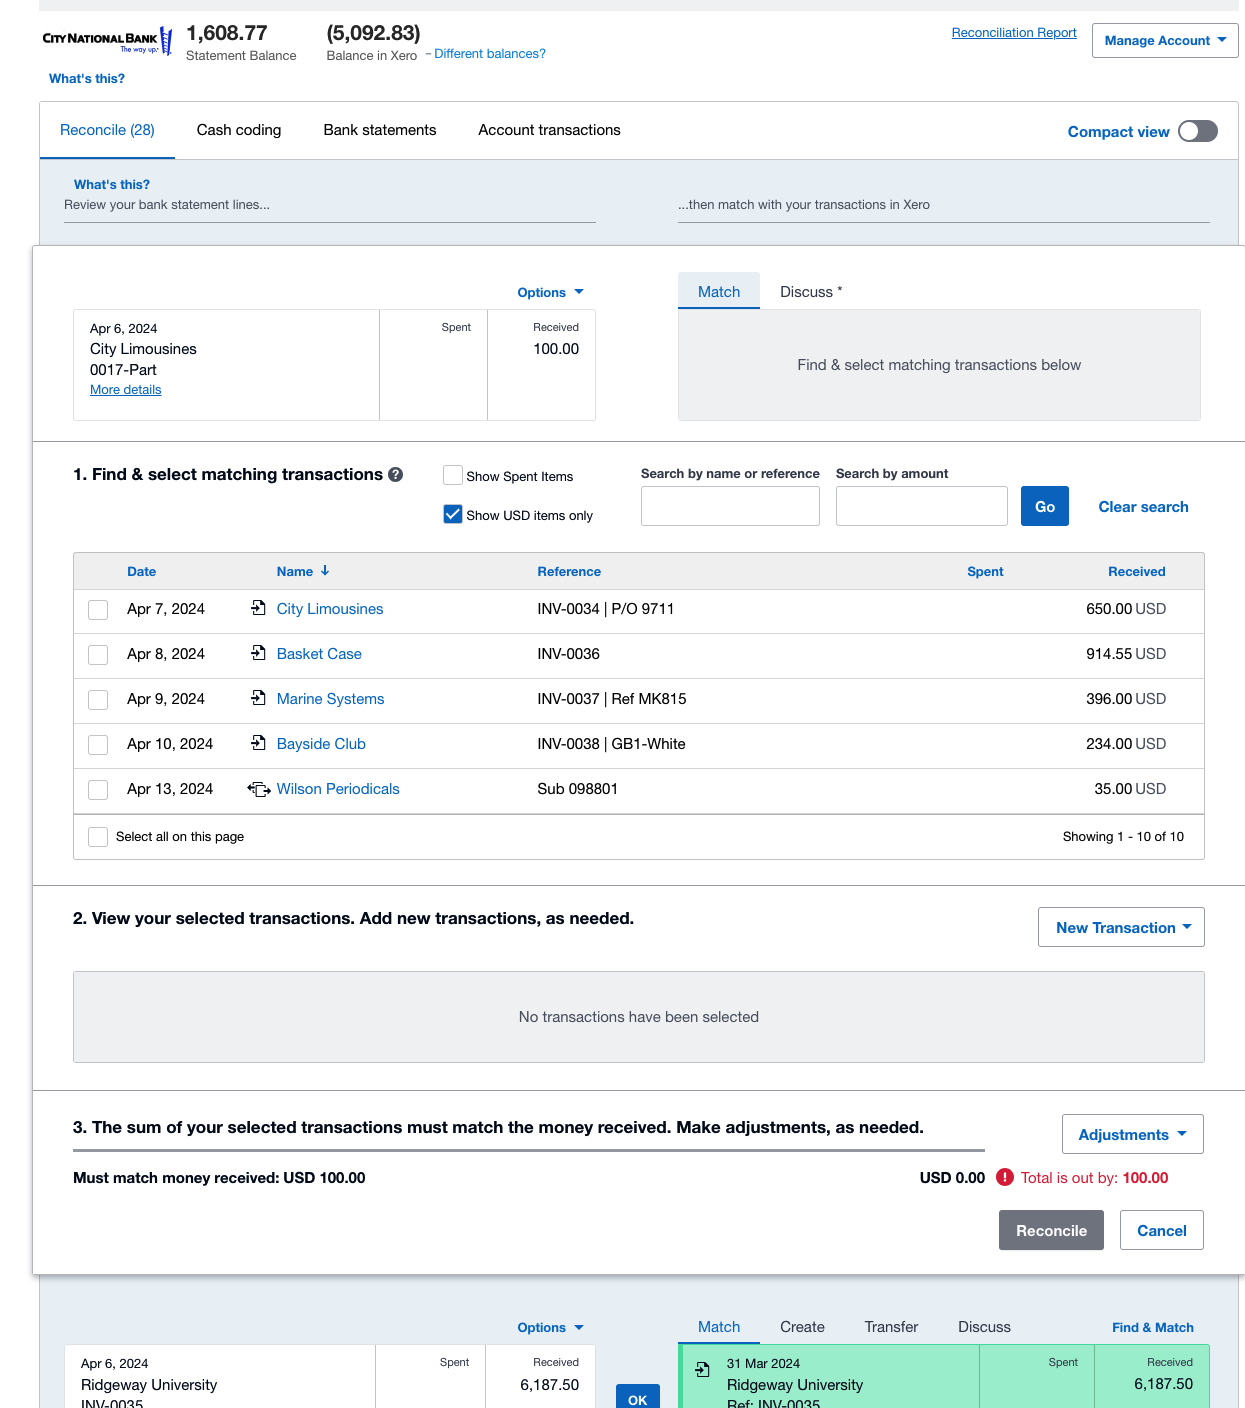 CITY NATIONAL BANK
The way up.
1,608.77
Statement Balance
(5,092.83)
Balance in Xero
– Different balances?
Reconciliation Report
Manage Account
What's this?
Reconcile (28)
Cash coding
Bank statements
Account transactions
Compact view
What's this?
Review your bank statement lines...
...then match with your transactions in Xero
Options
Match
Discuss *
Apr 6, 2024
City Limousines
0017-Part
More details
Spent
Received
100.00
Find & select matching transactions below
1. Find & select matching transactions ?
Show Spent Items
Show USD items only
Search by name or reference
Search by amount
Go
Clear search
Date Name Reference Spent Received
Apr 7, 2024 City Limousines INV-0034 | P/O 9711 650.00 USD
Apr 8, 2024 Basket Case INV-0036 914.55 USD
Apr 9, 2024 Marine Systems INV-0037 | Ref MK815 396.00 USD
Apr 10, 2024 Bayside Club INV-0038 | GB1-White 234.00 USD
Apr 13, 2024 Wilson Periodicals Sub 098801 35.00 USD
Select all on this page Showing 1 - 10 of 10
2. View your selected transactions. Add new transactions, as needed.
New Transaction
No transactions have been selected
3. The sum of your selected transactions must match the money received. Make adjustments, as needed.
Adjustments
Must match money received: USD 100.00
USD 0.00
! Total is out by: 100.00
Reconcile
Cancel
Options
Match Create Transfer Discuss Find & Match
Apr 6, 2024
Ridgeway University
INV-0035
Spent
Received
6,187.50
OK
31 Mar 2024
Ridgeway University
Ref: INV-0035
Spent
Received
6,187.50